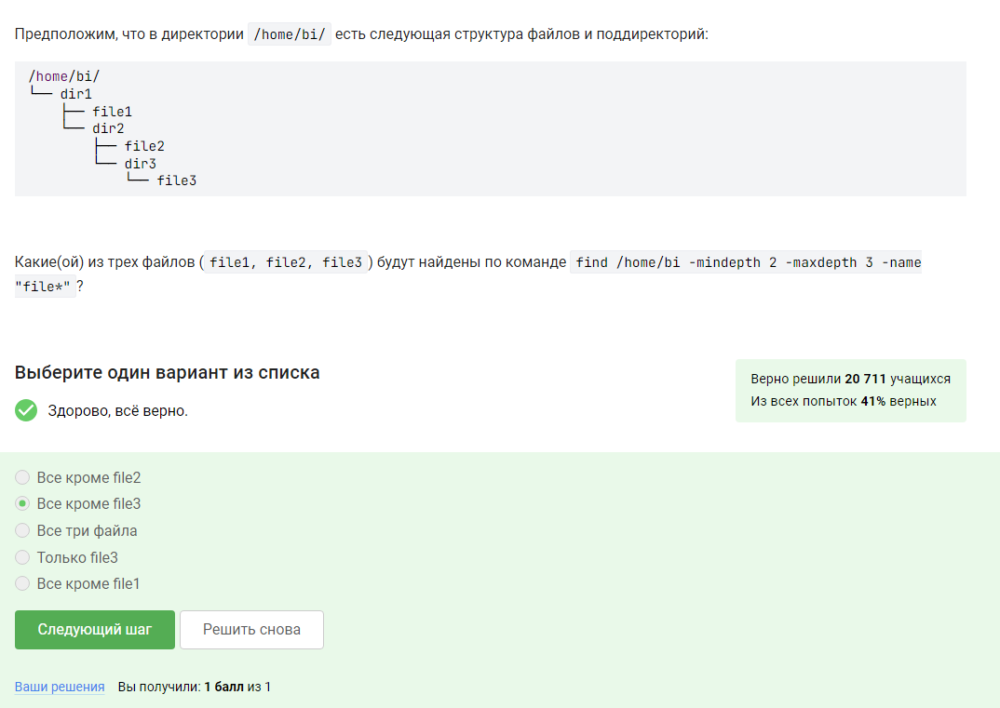 Предположим, что в директории /home/bi/ есть следующая структура файлов и поддиректорий:
/home/bi/
└── dir1
    ├── file1
    └── dir2
        ├── file2
        └── dir3
            └── file3
Какие(ой) из трех файлов ( file1, file2, file3 ) будут найдены по команде find /home/bi -mindepth 2 -maxdepth 3 -name
"file*" ?
Выберите один вариант из списка
Верно решили 20 711 учащихся
Из всех попыток 41% верных
Здорово, всё верно.
Все кроме file2
Все кроме file3
Все три файла
Только file3
Все кроме file1
Следующий шаг
Решить снова
Ваши решения Вы получили: 1 балл из 1